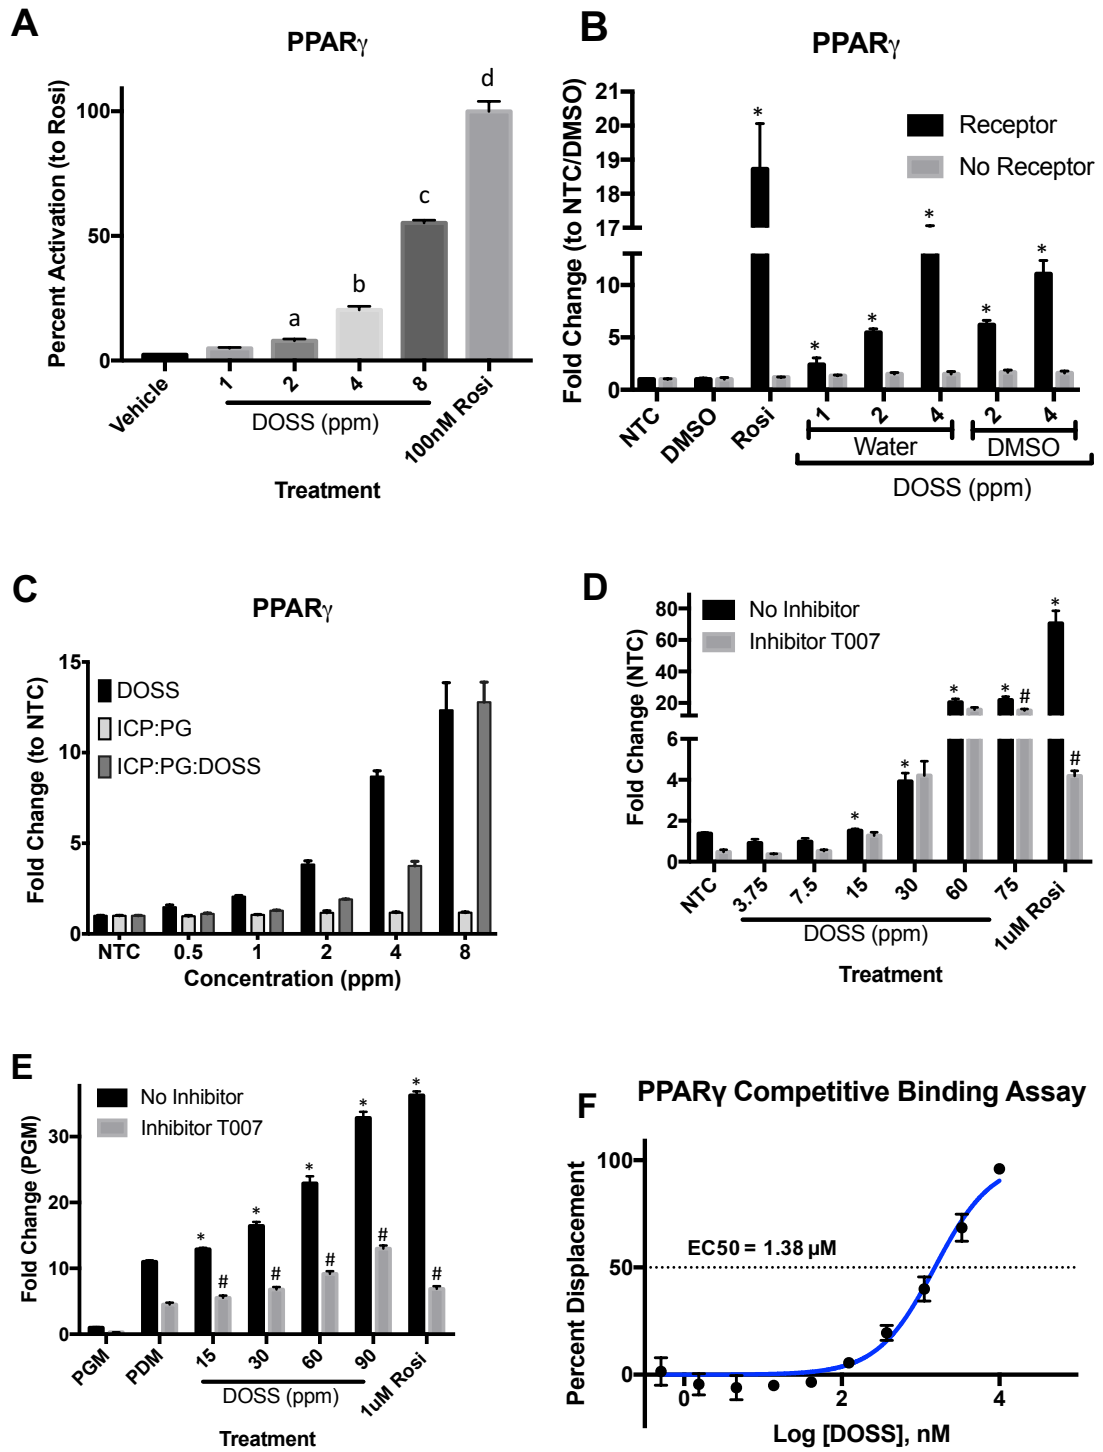 A
PPARγ
Percent Activation (to Rosi)
100
50
0
a
b
c
d
Vehicle
1
2
4
8
100nM Rosi
DOSS (ppm)
Treatment
B
PPARγ
Fold Change (to NTC/DMSO)
21
20
19
18
17
10
5
0
Receptor
No Receptor
*
*
*
*
*
*
NTC
DMSO
Rosi
1
2
4
2
4
Water
DMSO
DOSS (ppm)
C
PPARγ
Fold Change (to NTC)
15
10
5
0
DOSS
ICP:PG
ICP:PG:DOSS
NTC
0.5
1
2
4
8
Concentration (ppm)
D
Fold Change (NTC)
80
60
40
20
6
4
2
0
No Inhibitor
Inhibitor T007
*
*
*
*
#
*
#
NTC
3.75
7.5
15
30
60
75
1uM Rosi
DOSS (ppm)
Treatment
E
Fold Change (PGM)
30
20
10
0
No Inhibitor
Inhibitor T007
*
#
*
#
*
#
*
#
*
#
PGM
PDM
15
30
60
90
1uM Rosi
DOSS (ppm)
Treatment
F
PPARγ Competitive Binding Assay
Percent Displacement
100
50
0
EC50 = 1.38 µM
0
2
4
Log [DOSS], nM